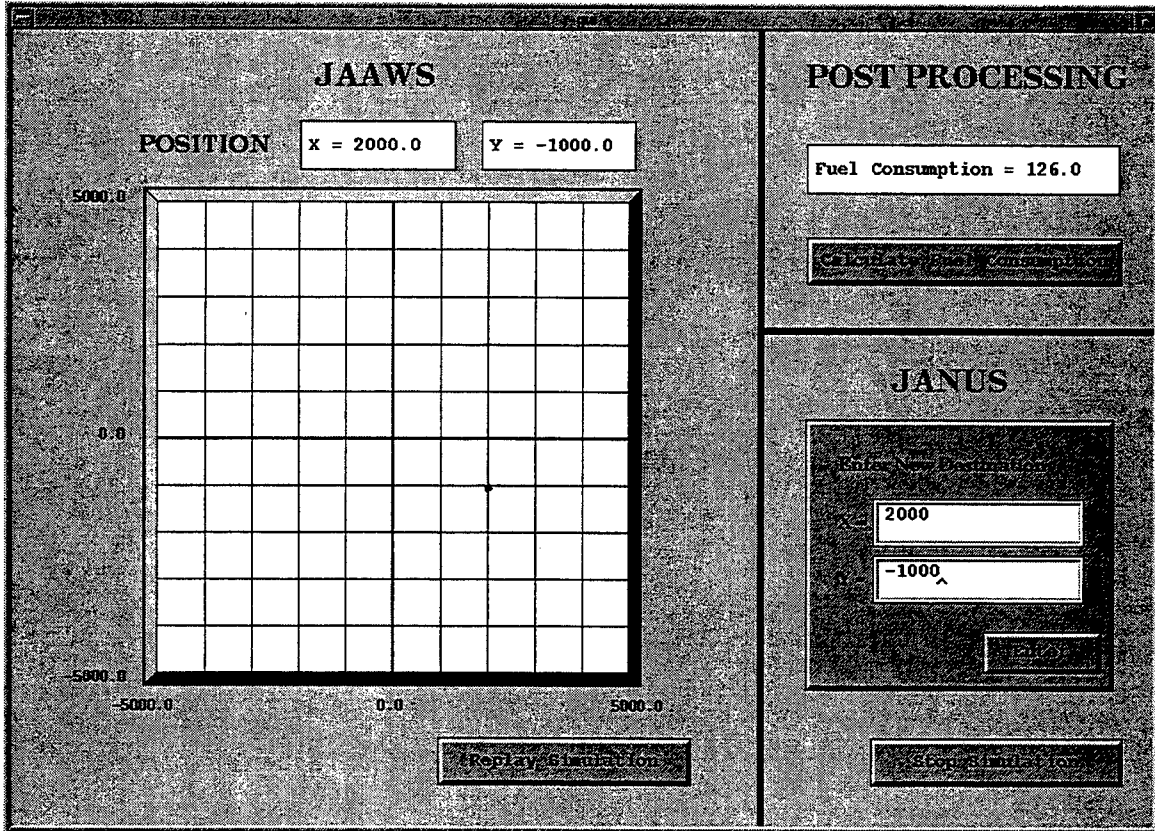 JAAWS
POSITION
X = 2000.0
Y = -1000.0
5000.0
0.0
-5000.0
-5000.0
0.0
5000.0
Replay Simulation
POST PROCESSING
Fuel Consumption = 126.0
Calculate Fuel Consumption
JANUS
Enter New Destination
2000
-1000
Stop Simulation